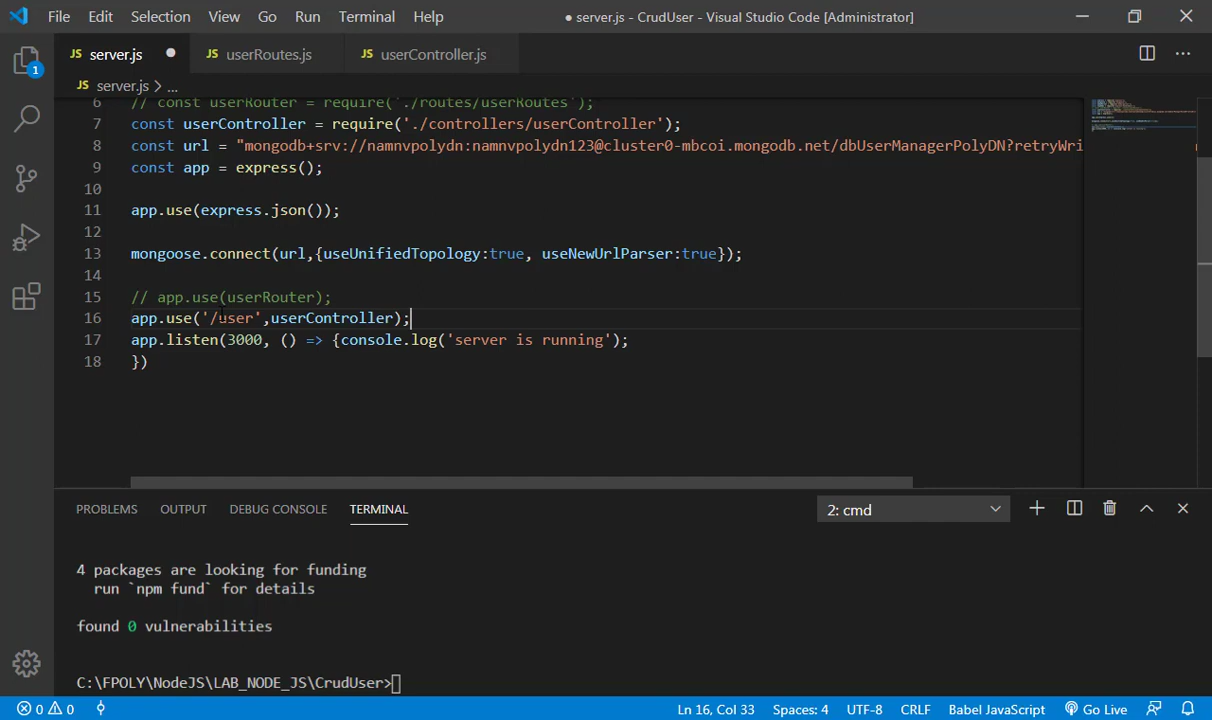 File Edit Selection View Go Run Terminal Help ● server.js - CrudUser - Visual Studio Code [Administrator]
JS server.js ● JS userRoutes.js JS userController.js
1
JS server.js > ...
6 // const userRouter = require('./routes/userRoutes');
7 const userController = require('./controllers/userController');
8 const url = "mongodb+srv://namnvpolydn:namnvpolydn123@cluster0-mbcoi.mongodb.net/dbUserManagerPolyDN?retryWri
9 const app = express();
10
11 app.use(express.json());
12
13 mongoose.connect(url,{useUnifiedTopology:true, useNewUrlParser:true});
14
15 // app.use(userRouter);
16 app.use('/user',userController);
17 app.listen(3000, () => {console.log('server is running');
18 })
PROBLEMS OUTPUT DEBUG CONSOLE TERMINAL 2: cmd
4 packages are looking for funding
run `npm fund` for details
found 0 vulnerabilities
C:\FPOLY\NodeJS\LAB_NODE_JS\CrudUser>
0 0 Ln 16, Col 33 Spaces: 4 UTF-8 CRLF Babel JavaScript Go Live